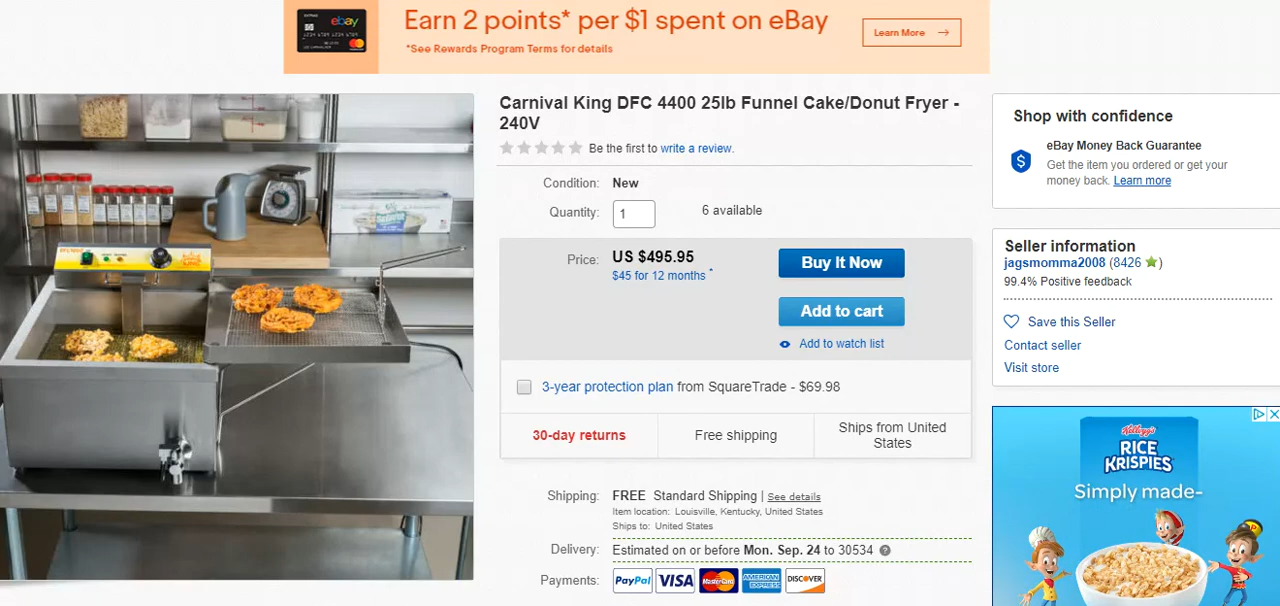 ebay
Earn 2 points* per $1 spent on eBay
*See Rewards Program Terms for details
Learn More →
Carnival King DFC 4400 25lb Funnel Cake/Donut Fryer -
240V
Be the first to write a review.
Condition: New
Quantity: 1 6 available
Price: US $495.95
$45 for 12 months *
Buy It Now
Add to cart
Add to watch list
3-year protection plan from SquareTrade - $69.98
30-day returns
Free shipping
Ships from United
States
Shipping: FREE Standard Shipping | See details
Item location: Louisville, Kentucky, United States
Ships to: United States
Delivery: Estimated on or before Mon. Sep. 24 to 30534 ?
Payments: PayPal VISA MasterCard AMERICAN EXPRESS DISCOVER
Shop with confidence
$
eBay Money Back Guarantee
Get the item you ordered or get your
money back. Learn more
Seller information
jagsmomma2008 (8426 )
99.4% Positive feedback
Save this Seller
Contact seller
Visit store
Kellogg's
RICE
KRISPIES
Simply made-